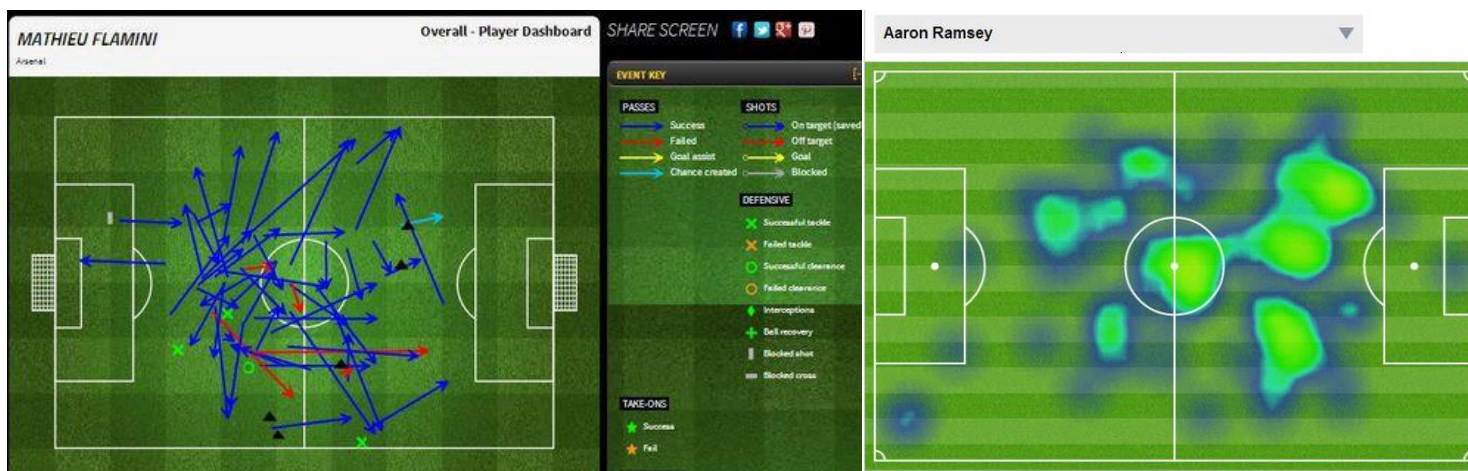 MATHIEU FLAMINI
Arsenal
Overall - Player Dashboard
SHARE SCREEN
EVENT KEY [-
PASSES
Success
Failed
Goal assist
Chance created
SHOTS
On target (saved
Off target
Goal
Blocked
DEFENSIVE
Successful tackle
Failed tackle
Successful clearance
Failed clearance
Interceptions
Ball recovery
Blocked shot
Blocked cross
TAKE-ONS
Success
Fail
Aaron Ramsey